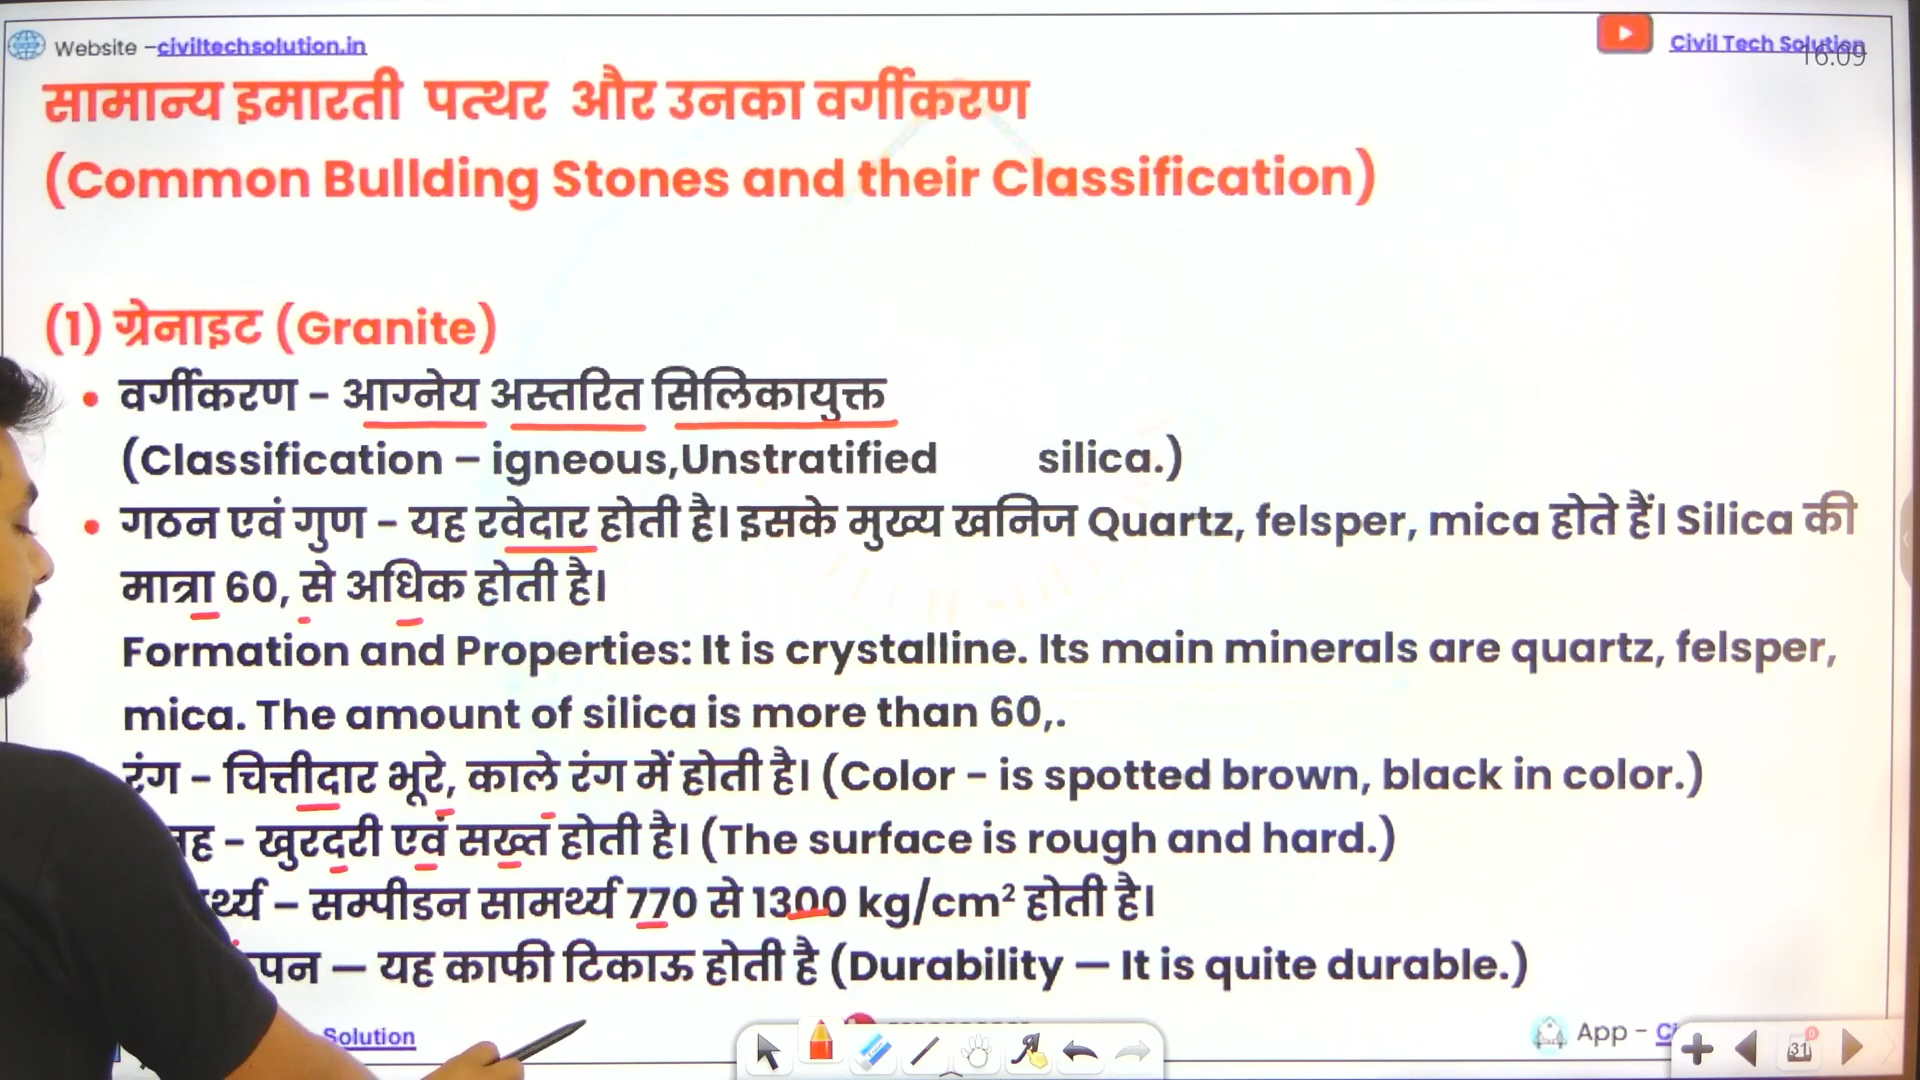 Website –civiltechsolution.in
Civil Tech Solution
16:09
सामान्य इमारती पत्थर और उनका वर्गीकरण
(Common Bullding Stones and their Classification)
(1) ग्रेनाइट (Granite)
• वर्गीकरण - आग्नेय अस्तरित सिलिकायुक्त
(Classification – igneous,Unstratified silica.)
• गठन एवं गुण - यह रवेदार होती है। इसके मुख्य खनिज Quartz, felsper, mica होते हैं। Silica की
मात्रा 60, से अधिक होती है।
Formation and Properties: It is crystalline. Its main minerals are quartz, felsper,
mica. The amount of silica is more than 60,.
रंग - चित्तीदार भूरे, काले रंग में होती है। (Color - is spotted brown, black in color.)
- खुरदरी एवं सख्त होती है। (The surface is rough and hard.)
– सम्पीडन सामर्थ्य 770 से 1300 kg/cm² होती है।
— यह काफी टिकाऊ होती है (Durability — It is quite durable.)
Solution
App -
31